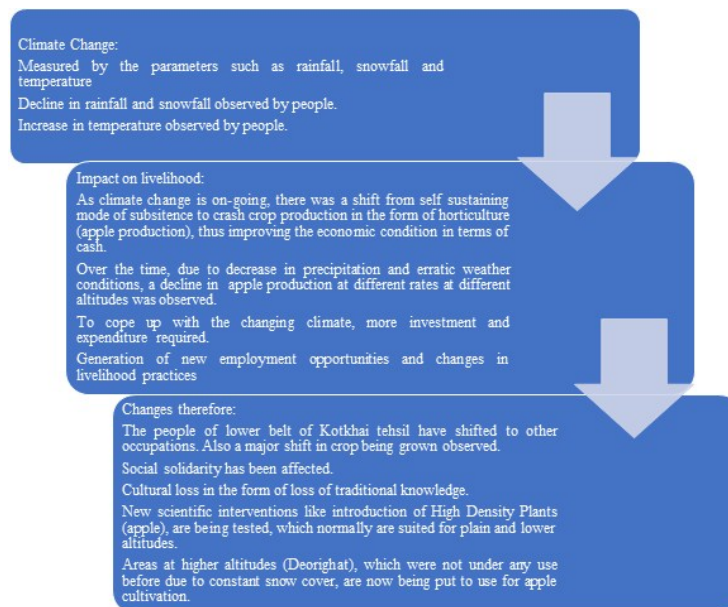 Climate Change:
Measured by the parameters such as rainfall, snowfall and
temperature
Decline in rainfall and snowfall observed by people.
Increase in temperature observed by people.
Impact on livelihood:
As climate change is on-going, there was a shift from self sustaining
mode of subsitence to crash crop production in the form of horticulture
(apple production), thus improving the economic condition in terms of
cash.
Over the time, due to decrease in precipitation and erratic weather
conditions, a decline in apple production at different rates at different
altitudes was observed.
To cope up with the changing climate, more investment and
expenditure required.
Generation of new employment opportunities and changes in
livelihood practices
Changes therefore:
The people of lower belt of Kotkhai tehsil have shifted to other
occupations. Also a major shift in crop being grown observed.
Social solidarity has been affected.
Cultural loss in the form of loss of traditional knowledge.
New scientific interventions like introduction of High Density Plants
(apple), are being tested, which normally are suited for plain and lower
altitudes.
Areas at higher altitudes (Deorighat), which were not under any use
before due to constant snow cover, are now being put to use for apple
cultivation.